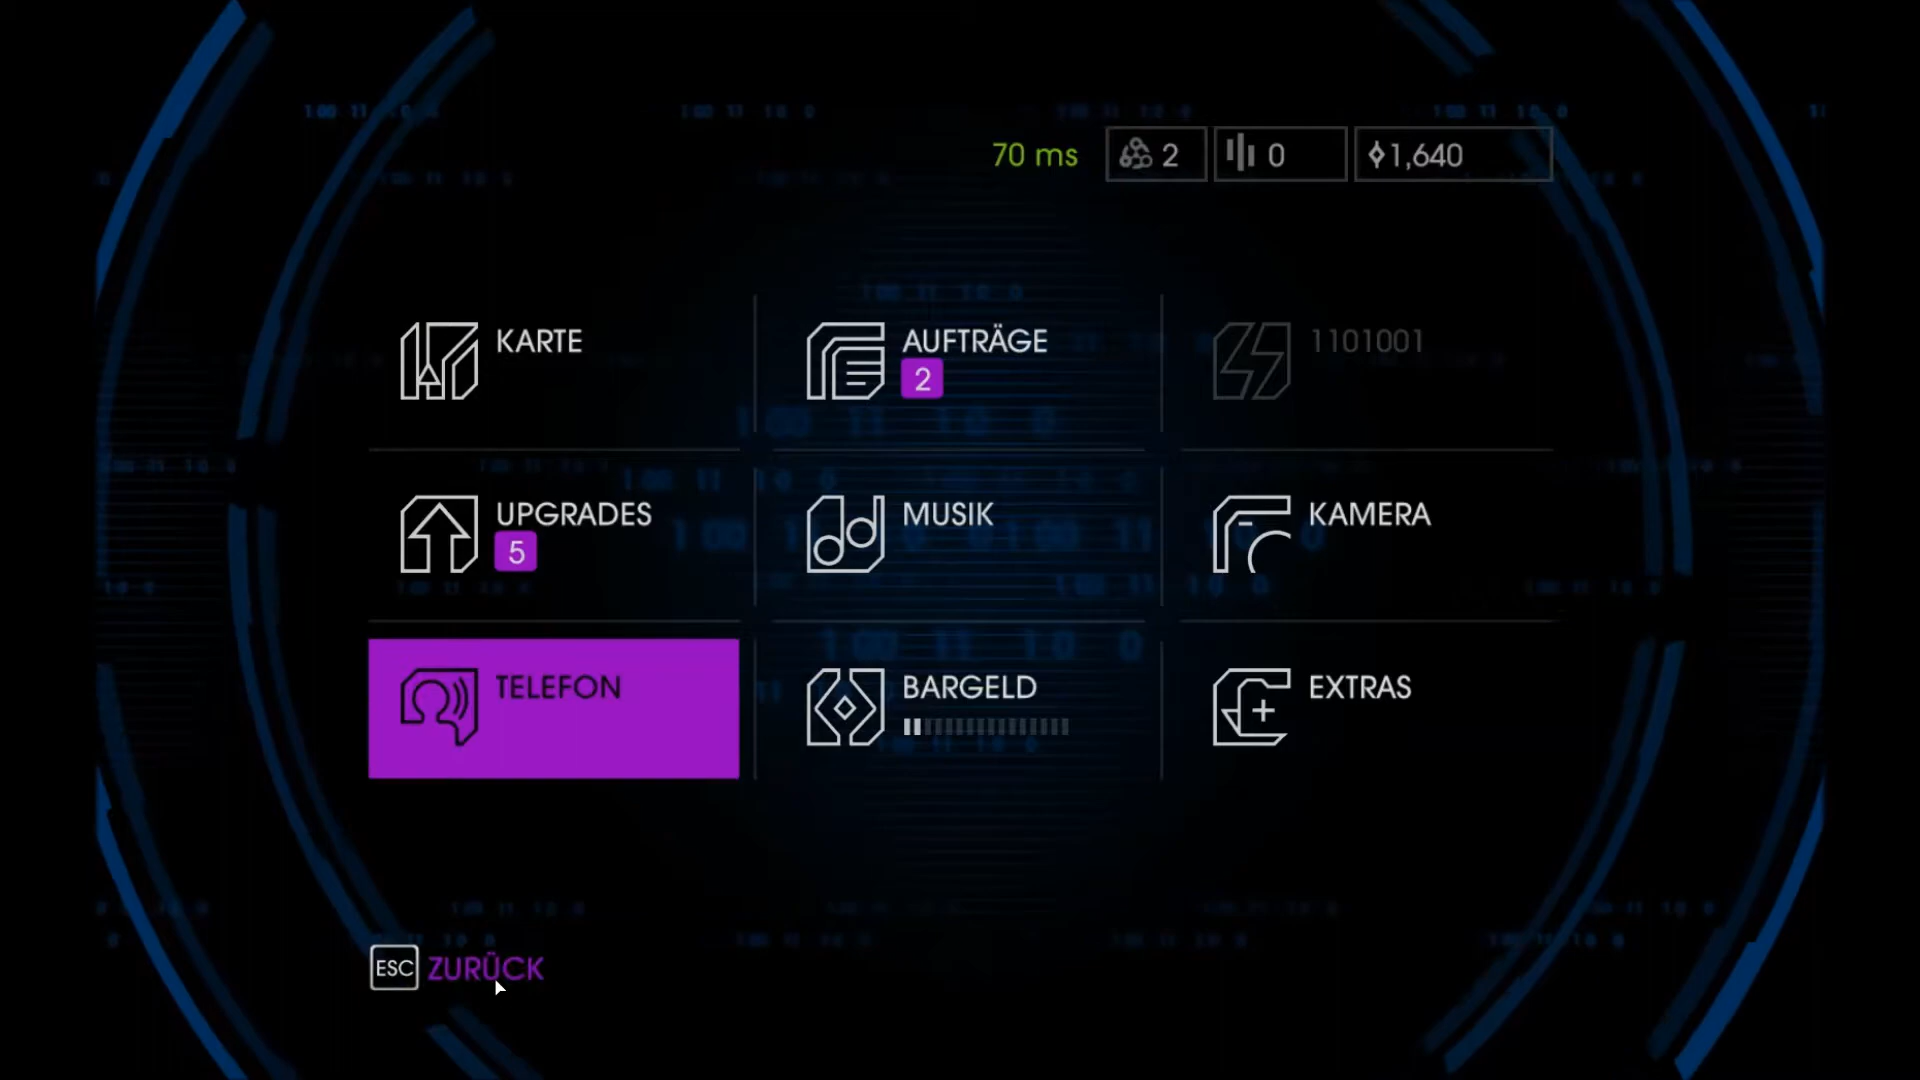 70 ms 2 0 1,640
KARTE
AUFTRÄGE
2
1101001
UPGRADES
5
MUSIK
KAMERA
TELEFON
BARGELD
EXTRAS
ESC ZURÜCK